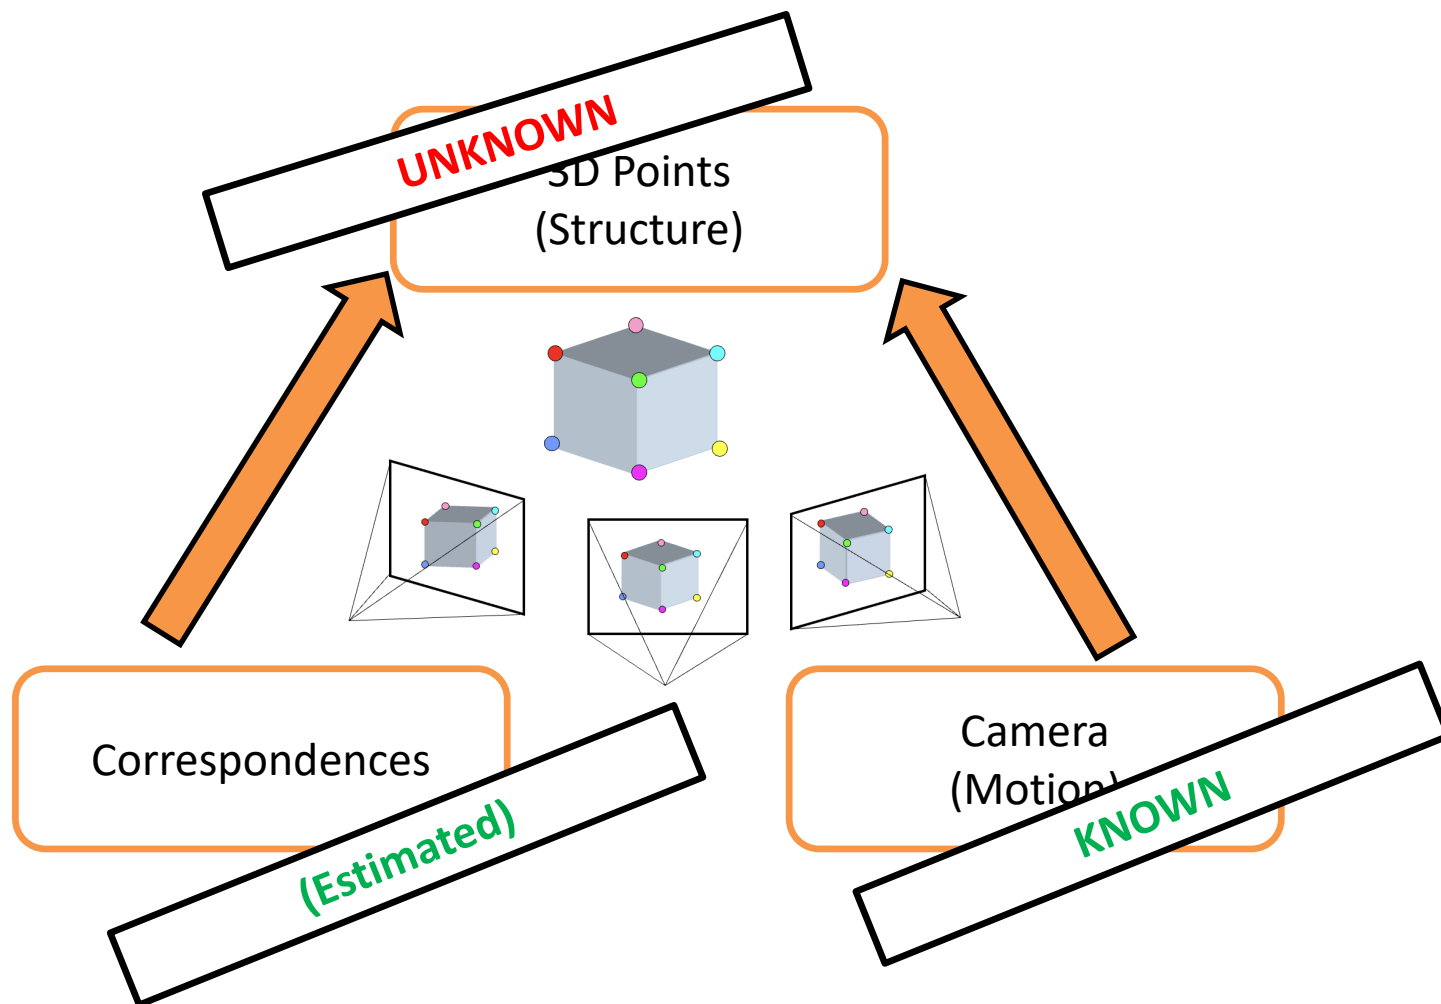 UNKNOWN
3D Points
(Structure)
Correspondences
(Estimated)
Camera
(Motion)
KNOWN